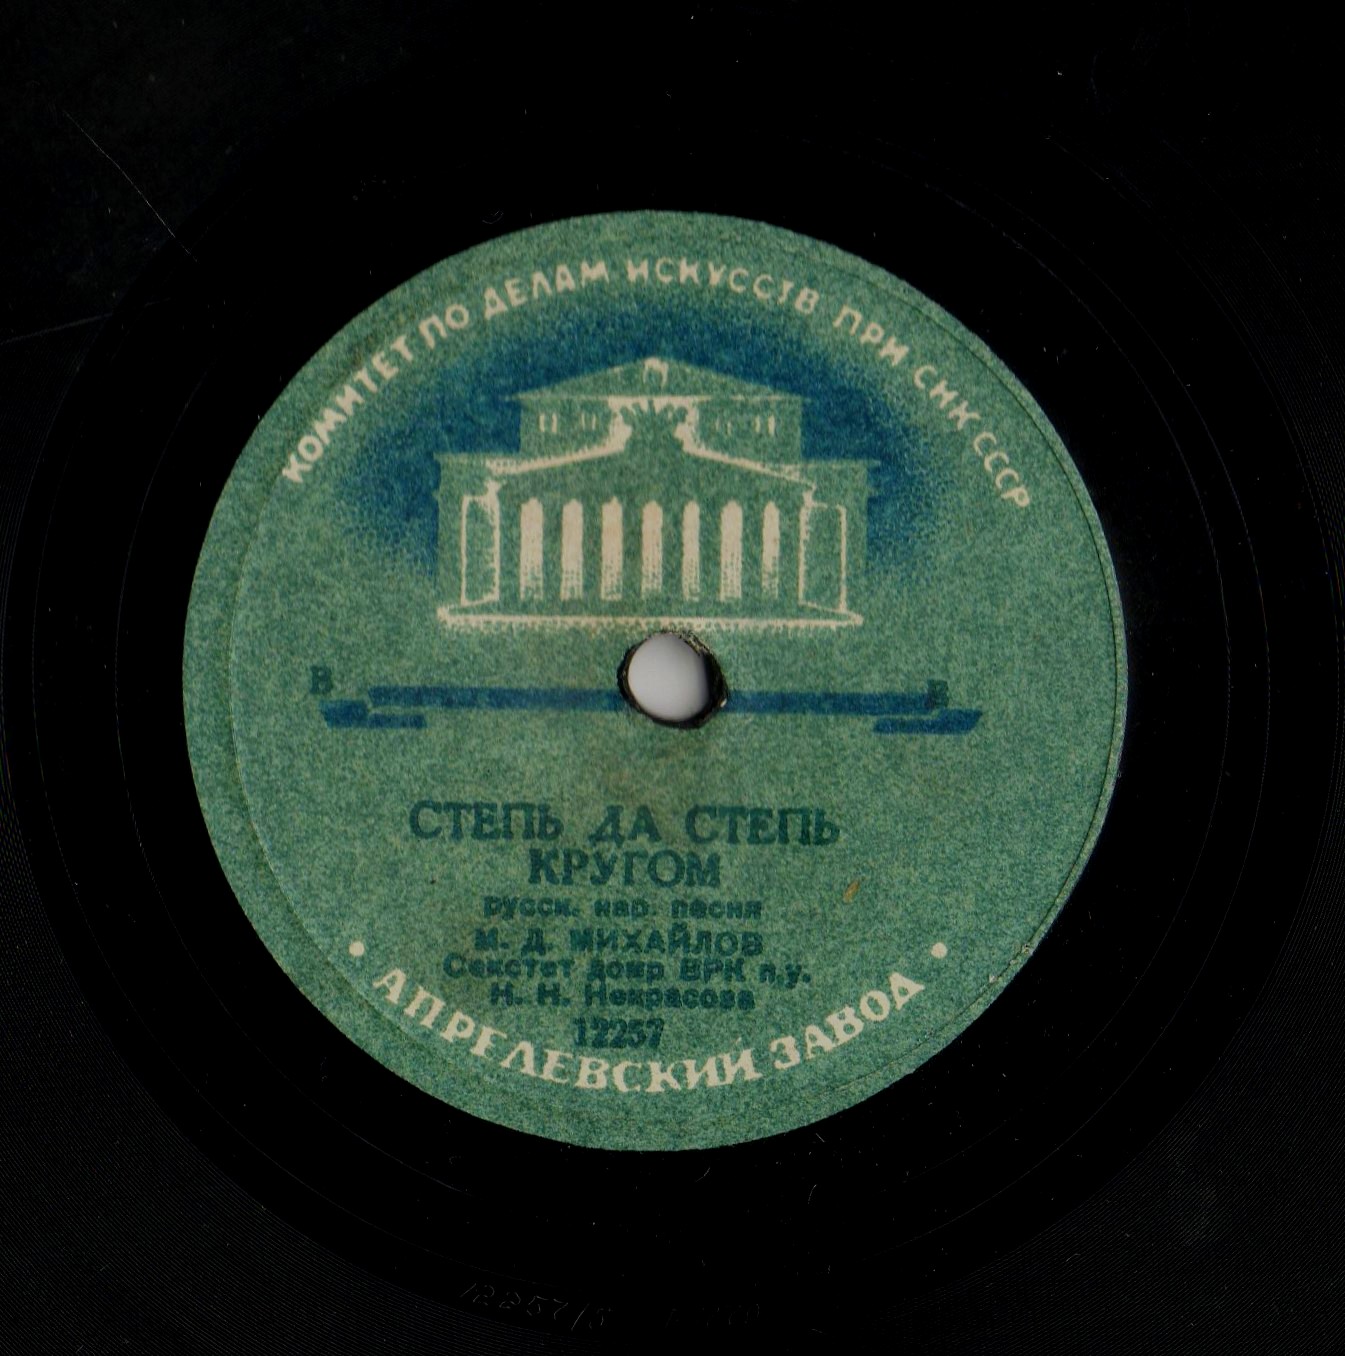 КОМИТЕТ ПО ДЕЛАМ ИСКУССТВ ПРИ СНК СССР
В В
СТЕПЬ ДА СТЕПЬ
КРУГОМ
русск. нар. песня
М. Д. МИХАЙЛОВ
Секстет домр ВРК п.у.
Н. Н. Некрасова
12257
• АПРЕЛЕВСКИЙ ЗАВОД •